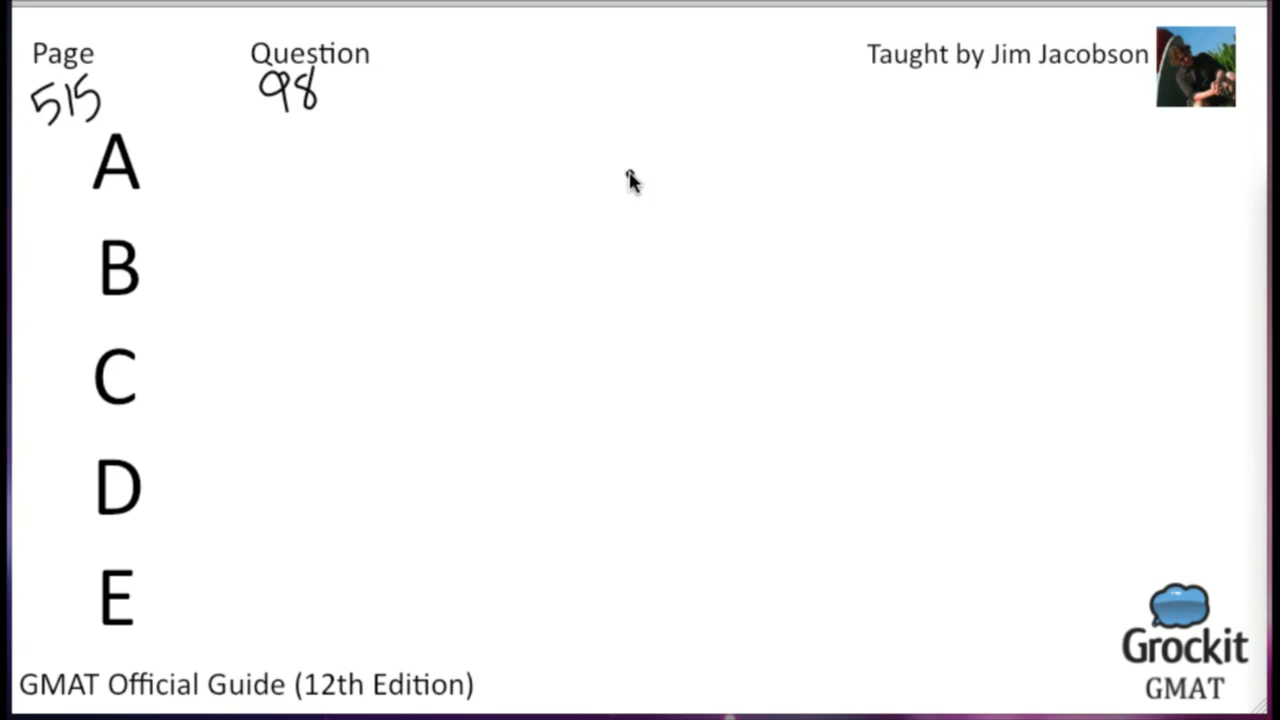 Page Question Taught by Jim Jacobson
515 98
A
B
C
D
E
Grockit
GMAT
GMAT Official Guide (12th Edition)